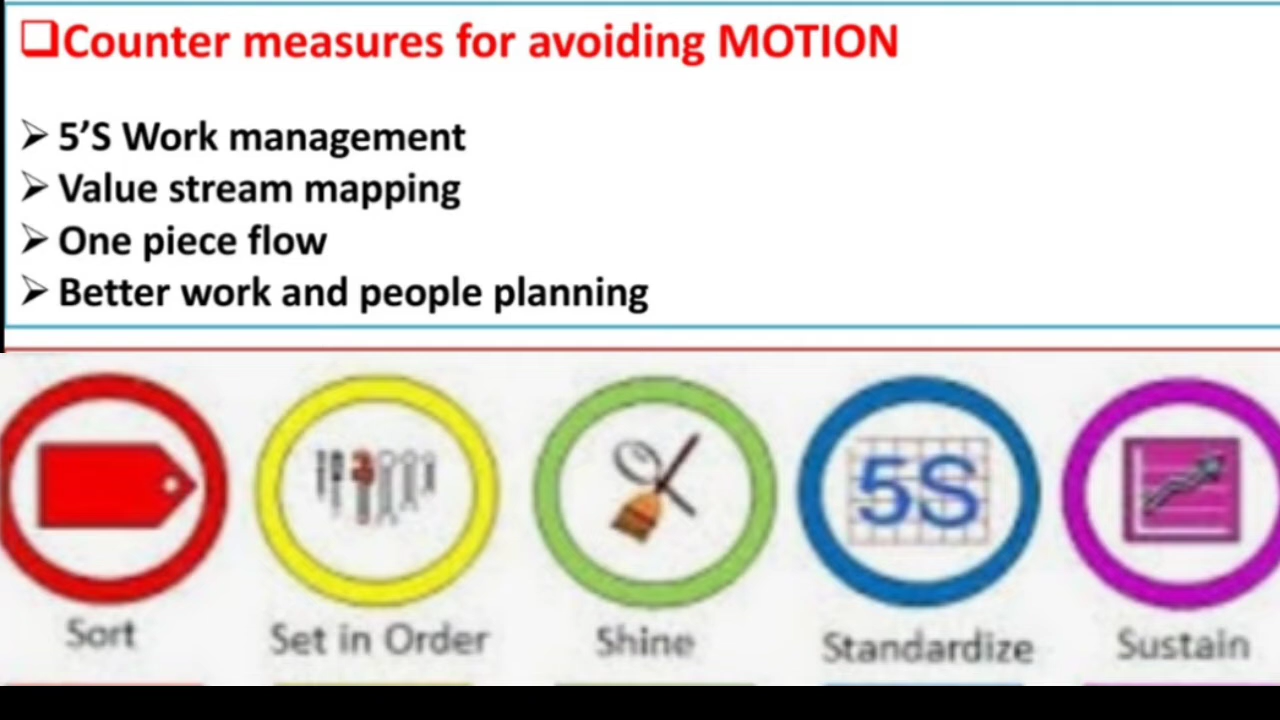 Counter measures for avoiding MOTION
5'S Work management
Value stream mapping
One piece flow
Better work and people planning
5S
Sort
Set in Order
Shine
Standardize
Sustain